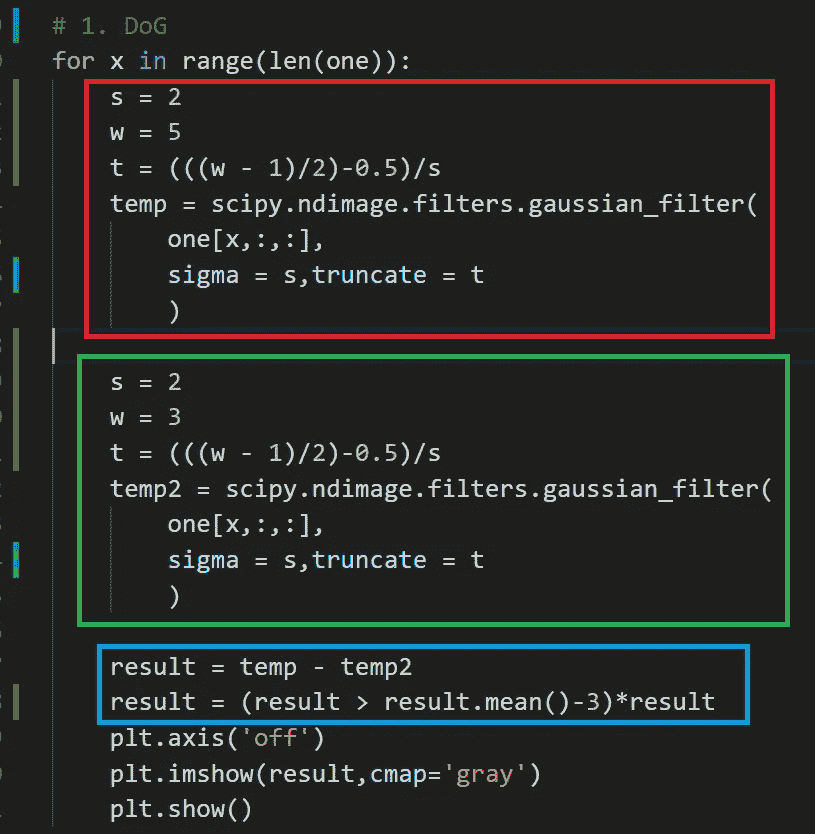 # 1. DoG
for x in range(len(one)):
s = 2
w = 5
t = (((w - 1)/2)-0.5)/s
temp = scipy.ndimage.filters.gaussian_filter(
one[x,:,:],
sigma = s,truncate = t
)
s = 2
w = 3
t = (((w - 1)/2)-0.5)/s
temp2 = scipy.ndimage.filters.gaussian_filter(
one[x,:,:],
sigma = s,truncate = t
)
result = temp - temp2
result = (result > result.mean()-3)*result
plt.axis('off')
plt.imshow(result,cmap='gray')
plt.show()